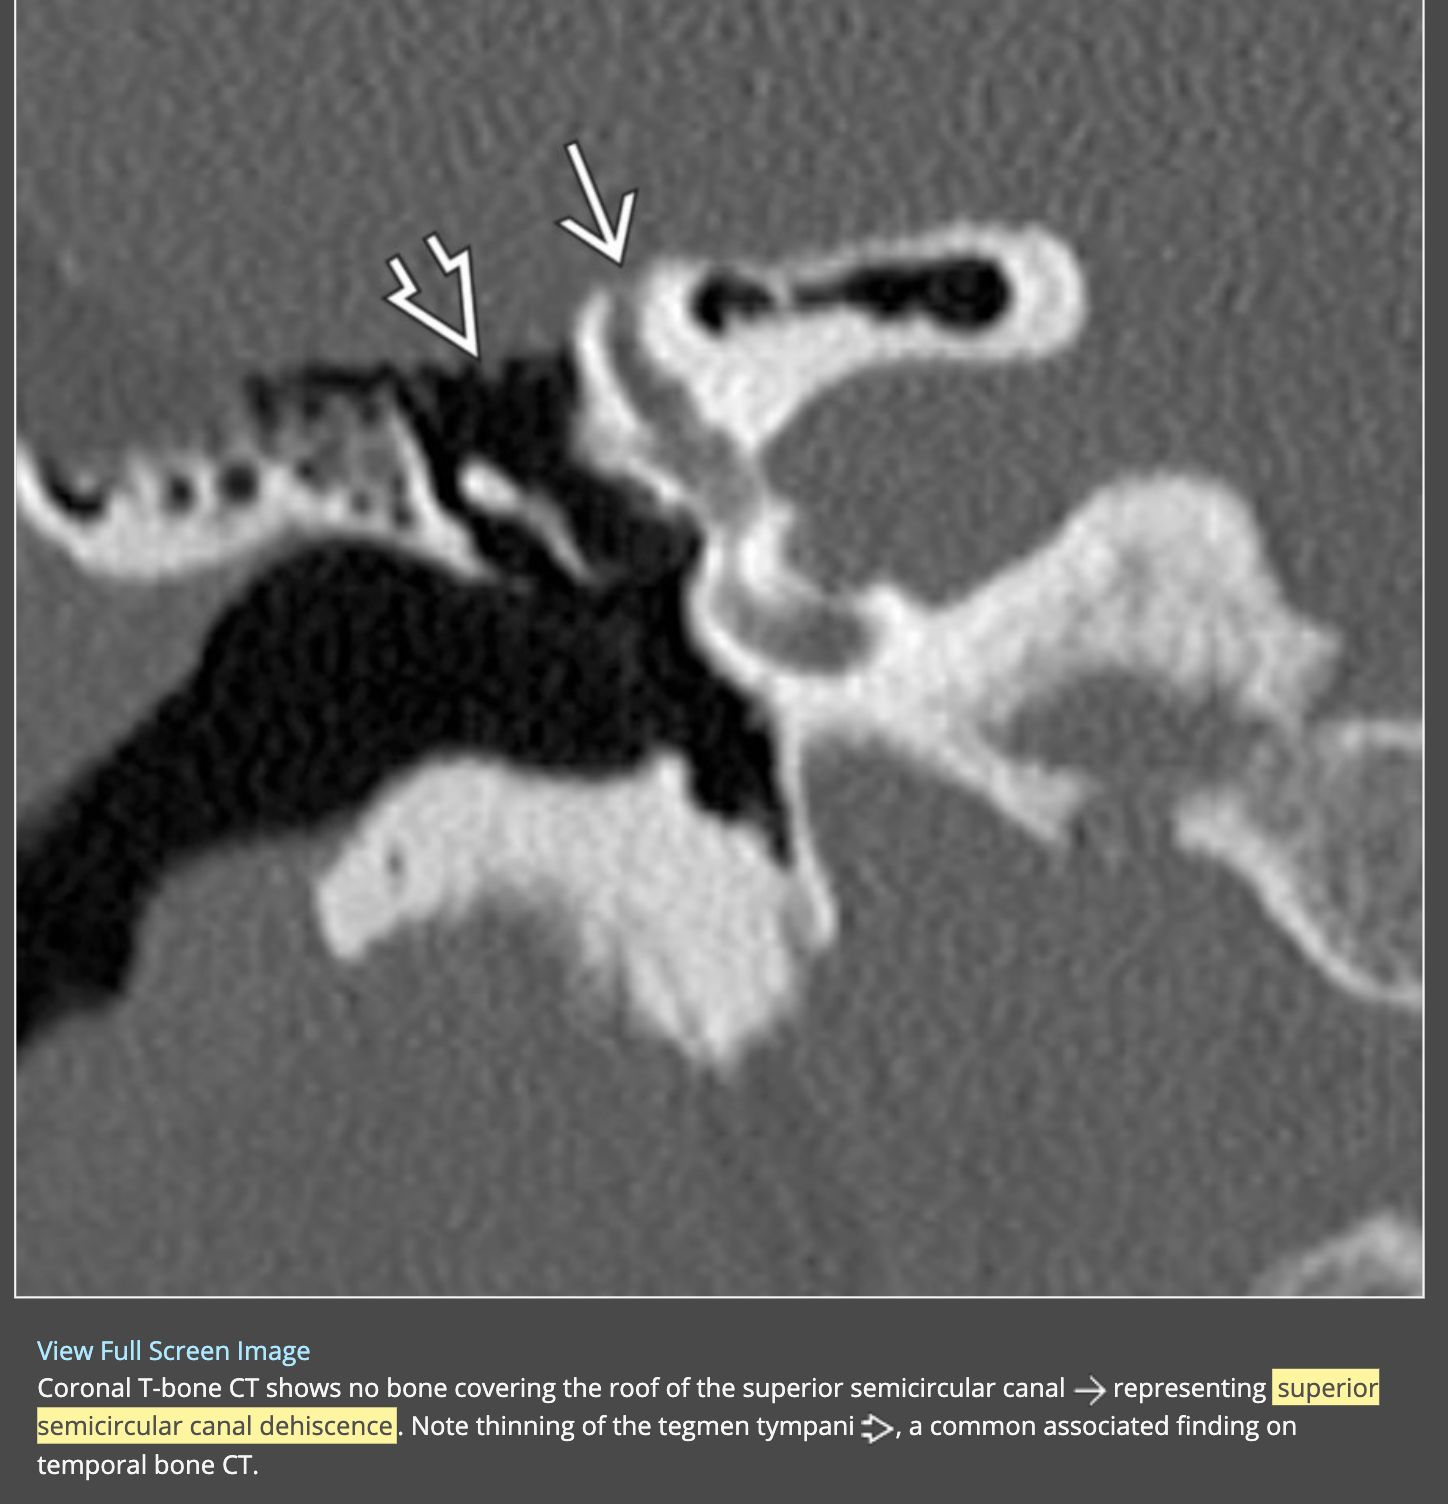 View Full Screen Image
Coronal T-bone CT shows no bone covering the roof of the superior semicircular canal → representing superior
semicircular canal dehiscence. Note thinning of the tegmen tympani ⇨, a common associated finding on
temporal bone CT.